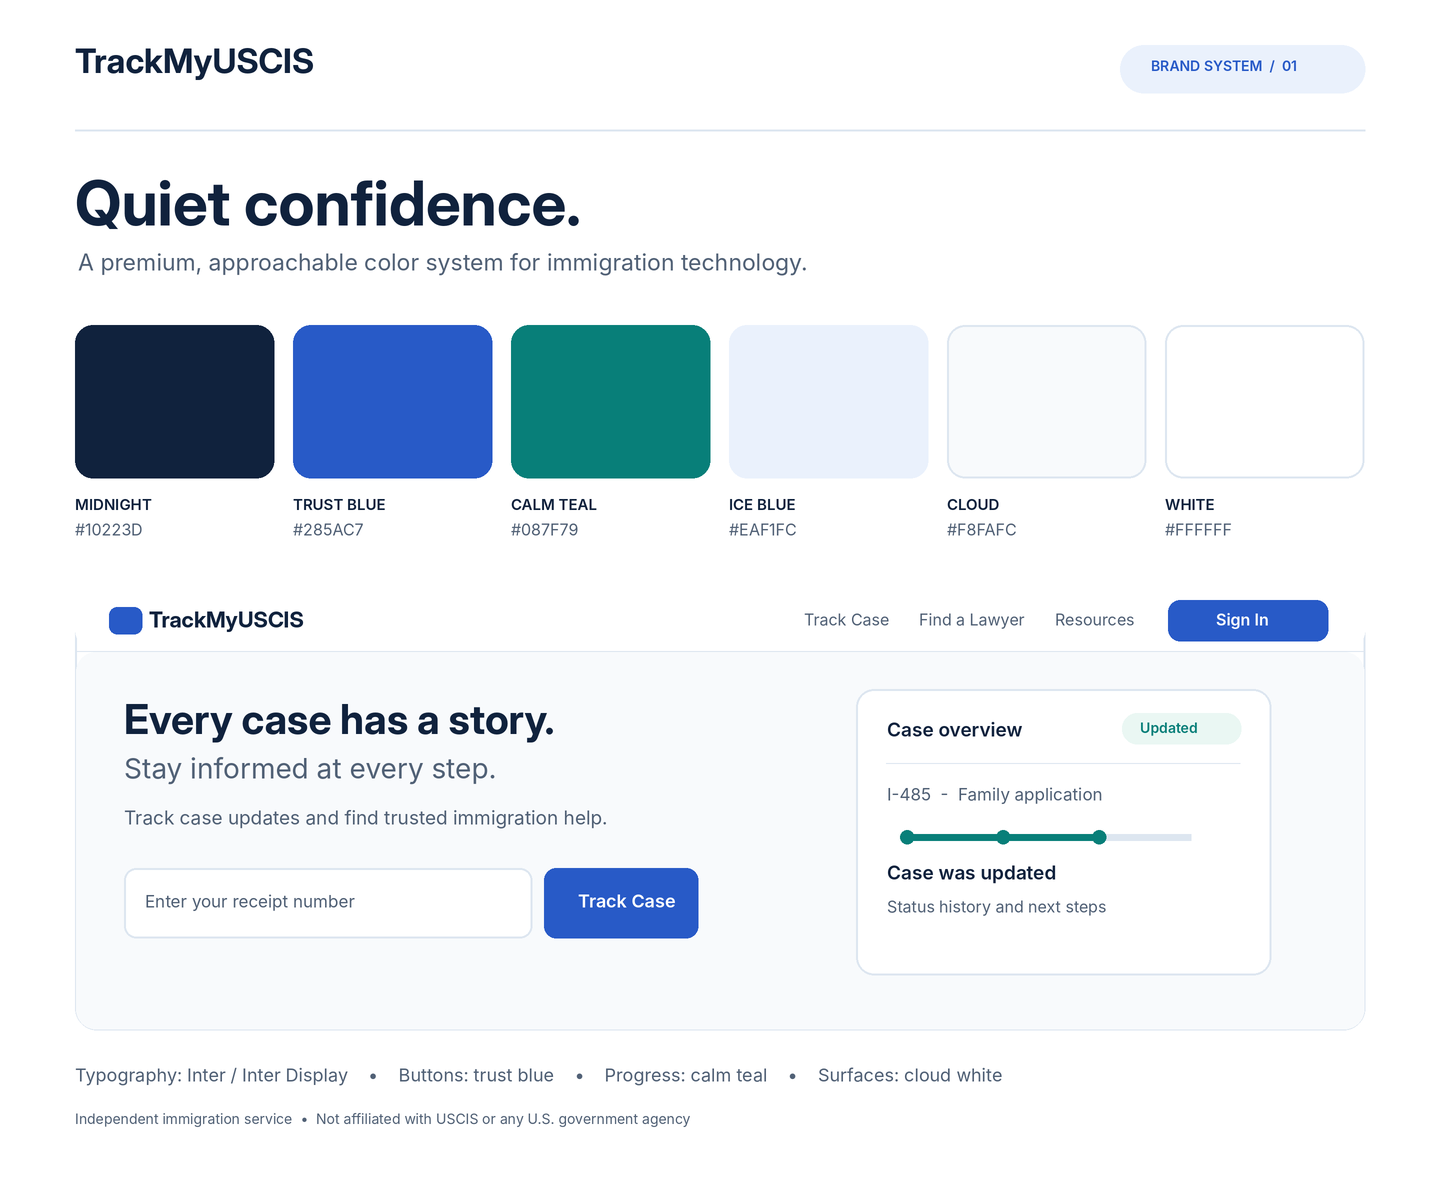 TrackMyUSCIS
BRAND SYSTEM / 01
Quiet confidence.
A premium, approachable color system for immigration technology.
MIDNIGHT
#10223D
TRUST BLUE
#285AC7
CALM TEAL
#087F79
ICE BLUE
#EAF1FC
CLOUD
#F8FAFC
WHITE
#FFFFFF
TrackMyUSCIS
Track Case
Find a Lawyer
Resources
Sign In
Every case has a story.
Stay informed at every step.
Track case updates and find trusted immigration help.
Enter your receipt number
Track Case
Case overview
Updated
I-485 - Family application
Case was updated
Status history and next steps
Typography: Inter / Inter Display • Buttons: trust blue • Progress: calm teal • Surfaces: cloud white
Independent immigration service • Not affiliated with USCIS or any U.S. government agency